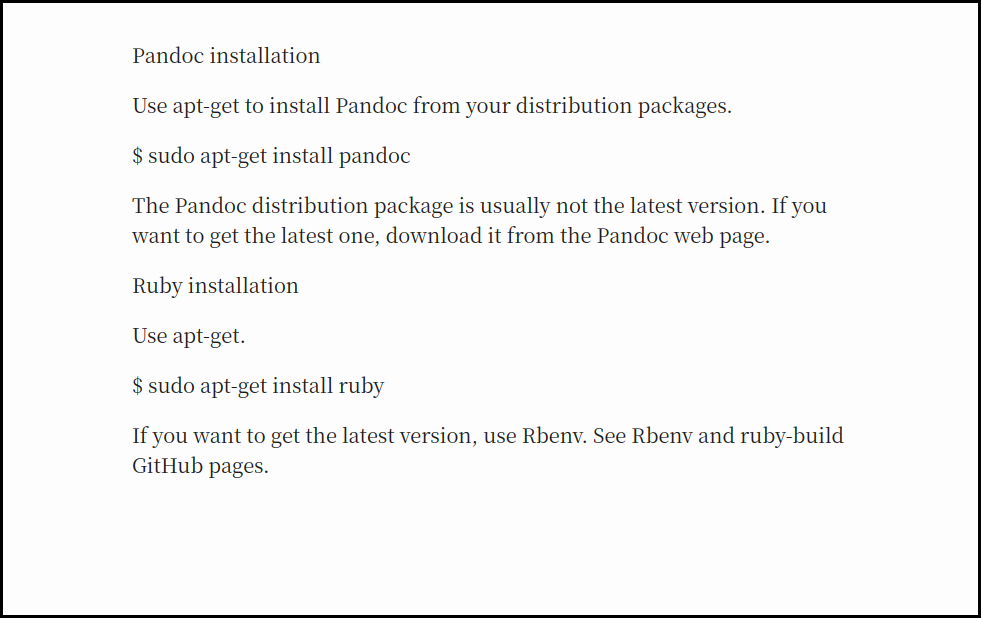 Pandoc installation
Use apt-get to install Pandoc from your distribution packages.
$ sudo apt-get install pandoc
The Pandoc distribution package is usually not the latest version. If you
want to get the latest one, download it from the Pandoc web page.
Ruby installation
Use apt-get.
$ sudo apt-get install ruby
If you want to get the latest version, use Rbenv. See Rbenv and ruby-build
GitHub pages.